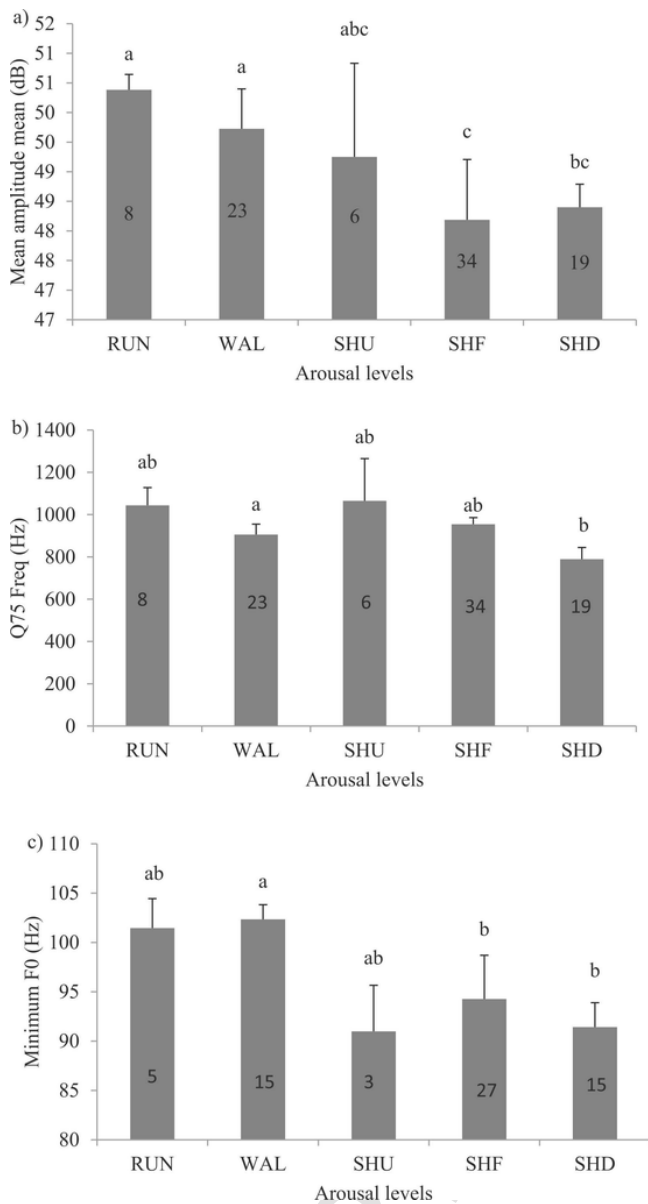 a)
Mean amplitude mean (dB)
52
51
51
50
50
49
49
48
48
47
47
a
a
abc
c
bc
8
23
6
34
19
RUN WAL SHU SHF SHD
Arousal levels
b)
Q75 Freq (Hz)
1400
1200
1000
800
600
400
200
0
ab
a
ab
ab
b
8
23
6
34
19
RUN WAL SHU SHF SHD
Arousal levels
c)
Minimum F0 (Hz)
110
105
100
95
90
85
80
ab
a
ab
b
b
5
15
3
27
15
RUN WAL SHU SHF SHD
Arousal levels